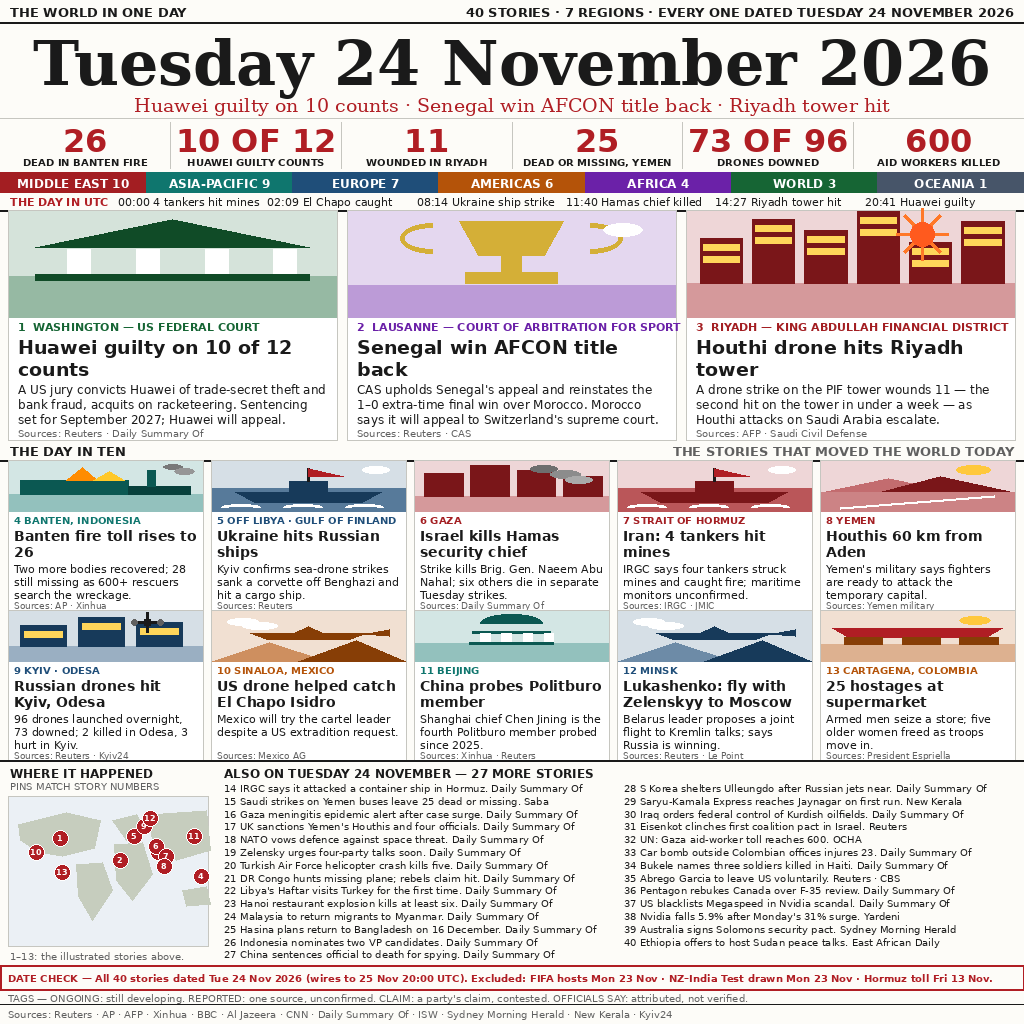 THE WORLD IN ONE DAY
40 STORIES · 7 REGIONS · EVERY ONE DATED TUESDAY 24 NOVEMBER 2026
Tuesday 24 November 2026
Huawei guilty on 10 counts · Senegal win AFCON title back · Riyadh tower hit
26
DEAD IN BANTEN FIRE
10 OF 12
HUAWEI GUILTY COUNTS
11
WOUNDED IN RIYADH
25
DEAD OR MISSING, YEMEN
73 OF 96
DRONES DOWNED
600
AID WORKERS KILLED
MIDDLE EAST 10
ASIA-PACIFIC 9
EUROPE 7
AMERICAS 6
AFRICA 4
WORLD 3
OCEANIA 1
THE DAY IN UTC
00:00 4 tankers hit mines
02:09 El Chapo caught
08:14 Ukraine ship strike
11:40 Hamas chief killed
14:27 Riyadh tower hit
20:41 Huawei guilty
1 WASHINGTON — US FEDERAL COURT
Huawei guilty on 10 of 12
counts
A US jury convicts Huawei of trade-secret theft and
bank fraud, acquits on racketeering. Sentencing
set for September 2027; Huawei will appeal.
Sources: Reuters · Daily Summary Of
2 LAUSANNE — COURT OF ARBITRATION FOR SPORT
Senegal win AFCON title
back
CAS upholds Senegal's appeal and reinstates the
1–0 extra-time final win over Morocco. Morocco
says it will appeal to Switzerland's supreme court.
Sources: Reuters · CAS
3 RIYADH — KING ABDULLAH FINANCIAL DISTRICT
Houthi drone hits Riyadh
tower
A drone strike on the PIF tower wounds 11 — the
second hit on the tower in under a week — as
Houthi attacks on Saudi Arabia escalate.
Sources: AFP · Saudi Civil Defense
THE DAY IN TEN
THE STORIES THAT MOVED THE WORLD TODAY
4 BANTEN, INDONESIA
Banten fire toll rises to
26
Two more bodies recovered; 28
still missing as 600+ rescuers
search the wreckage.
Sources: AP · Xinhua
5 OFF LIBYA · GULF OF FINLAND
Ukraine hits Russian
ships
Kyiv confirms sea-drone strikes
sank a corvette off Benghazi and
hit a cargo ship.
Sources: Reuters
6 GAZA
Israel kills Hamas
security chief
Strike kills Brig. Gen. Naeem Abu
Nahal; six others die in separate
Tuesday strikes.
Sources: Daily Summary Of
7 STRAIT OF HORMUZ
Iran: 4 tankers hit
mines
IRGC says four tankers struck
mines and caught fire; maritime
monitors unconfirmed.
Sources: IRGC · JMIC
8 YEMEN
Houthis 60 km from
Aden
Yemen's military says fighters
are ready to attack the
temporary capital.
Sources: Yemen military
9 KYIV · ODESA
Russian drones hit
Kyiv, Odesa
96 drones launched overnight,
73 downed; 2 killed in Odesa, 3
hurt in Kyiv.
Sources: Reuters · Kyiv24
10 SINALOA, MEXICO
US drone helped catch
El Chapo Isidro
Mexico will try the cartel leader
despite a US extradition request.
Sources: Mexico AG
11 BEIJING
China probes Politburo
member
Shanghai chief Chen Jining is the
fourth Politburo member probed
since 2025.
Sources: Xinhua · Reuters
12 MINSK
Lukashenko: fly with
Zelenskyy to Moscow
Belarus leader proposes a joint
flight to Kremlin talks; says
Russia is winning.
Sources: Reuters · Le Point
13 CARTAGENA, COLOMBIA
25 hostages at
supermarket
Armed men seize a store; five
older women freed as troops
move in.
Sources: President Espriella
WHERE IT HAPPENED
PINS MATCH STORY NUMBERS
12
9
1
5
11
10
6
7
2
8
13
4
1–13: the illustrated stories above.
ALSO ON TUESDAY 24 NOVEMBER — 27 MORE STORIES
14 IRGC says it attacked a container ship in Hormuz. Daily Summary Of
15 Saudi strikes on Yemen buses leave 25 dead or missing. Saba
16 Gaza meningitis epidemic alert after case surge. Daily Summary Of
17 UK sanctions Yemen's Houthis and four officials. Daily Summary Of
18 NATO vows defence against space threat. Daily Summary Of
19 Zelensky urges four-party talks soon. Daily Summary Of
20 Turkish Air Force helicopter crash kills five. Daily Summary Of
21 DR Congo hunts missing plane; rebels claim hit. Daily Summary Of
22 Libya's Haftar visits Turkey for the first time. Daily Summary Of
23 Hanoi restaurant explosion kills at least six. Daily Summary Of
24 Malaysia to return migrants to Myanmar. Daily Summary Of
25 Hasina plans return to Bangladesh on 16 December. Daily Summary Of
26 Indonesia nominates two VP candidates. Daily Summary Of
27 China sentences official to death for spying. Daily Summary Of
28 S Korea shelters Ulleungdo after Russian jets near. Daily Summary Of
29 Saryu-Kamala Express reaches Jaynagar on first run. New Kerala
30 Iraq orders federal control of Kurdish oilfields. Daily Summary Of
31 Eisenkot clinches first coalition pact in Israel. Reuters
32 UN: Gaza aid-worker toll reaches 600. OCHA
33 Car bomb outside Colombian offices injures 23. Daily Summary Of
34 Bukele names three soldiers killed in Haiti. Daily Summary Of
35 Abrego Garcia to leave US voluntarily. Reuters · CBS
36 Pentagon rebukes Canada over F-35 review. Daily Summary Of
37 US blacklists Megaspeed in Nvidia scandal. Daily Summary Of
38 Nvidia falls 5.9% after Monday's 31% surge. Yardeni
39 Australia signs Solomons security pact. Sydney Morning Herald
40 Ethiopia offers to host Sudan peace talks. East African Daily
DATE CHECK — All 40 stories dated Tue 24 Nov 2026 (wires to 25 Nov 20:00 UTC). Excluded: FIFA hosts Mon 23 Nov · NZ–India Test drawn Mon 23 Nov · Hormuz toll Fri 13 Nov.
TAGS — ONGOING: still developing. REPORTED: one source, unconfirmed. CLAIM: a party's claim, contested. OFFICIALS SAY: attributed, not verified.
Sources: Reuters · AP · AFP · Xinhua · BBC · Al Jazeera · CNN · Daily Summary Of · ISW · Sydney Morning Herald · New Kerala · Kyiv24